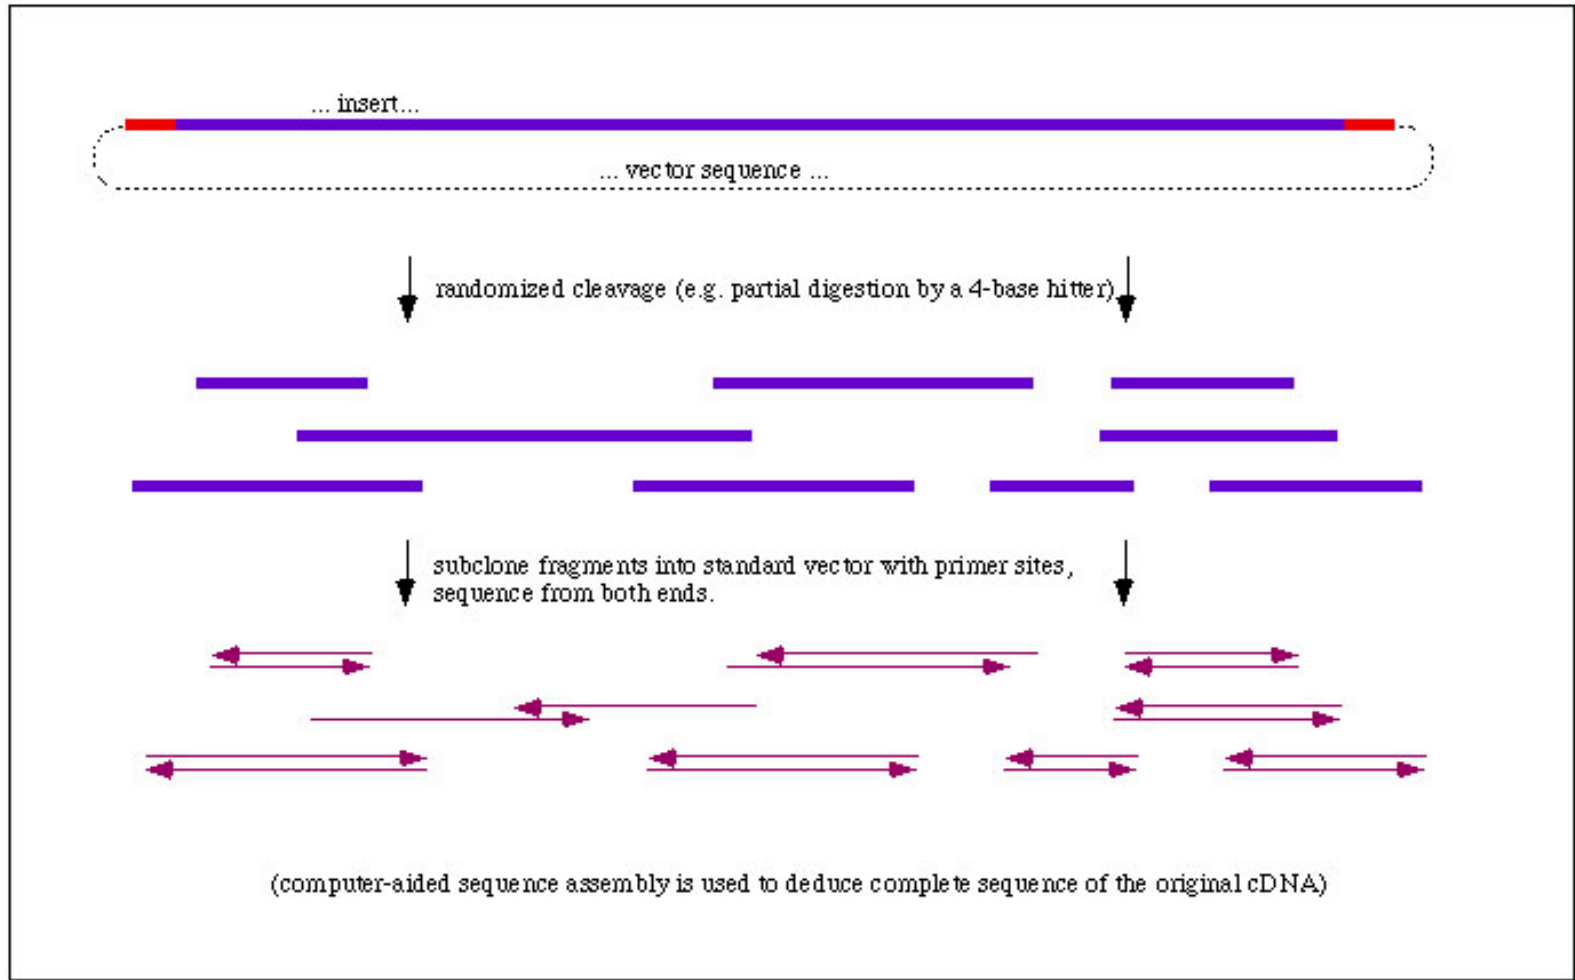 ... insert...
... vector sequence ...
randomized cleavage (e.g. partial digestion by a 4-base hitter)
subclone fragments into standard vector with primer sites,
sequence from both ends.
(computer-aided sequence assembly is used to deduce complete sequence of the original cDNA)